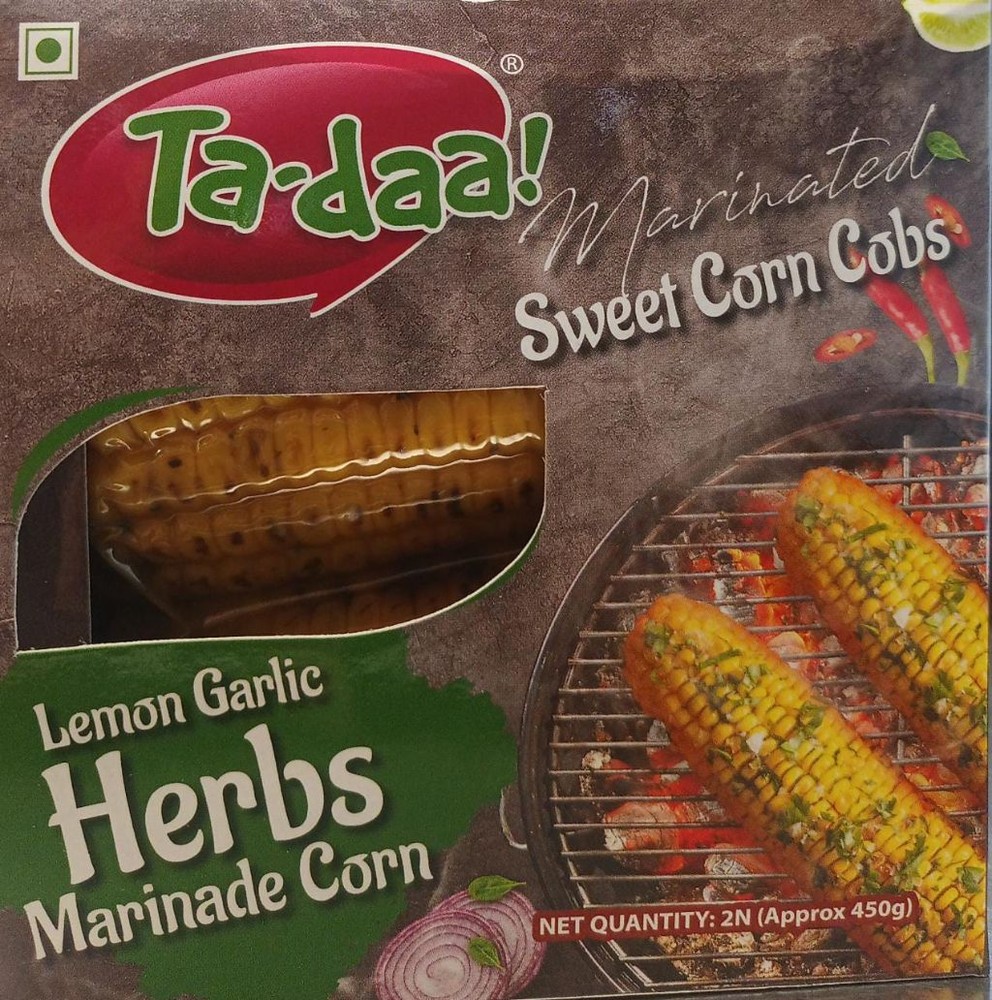 Ta-daa!®
Marinated
Sweet Corn Cobs
Lemon Garlic
Herbs
Marinade Corn
NET QUANTITY: 2N (Approx 450g)